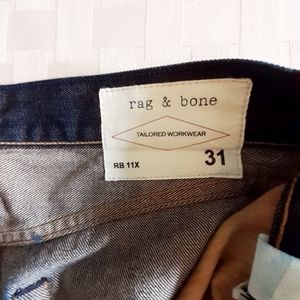 rag & bone
TAILORED WORKWEAR
RB 11X
31